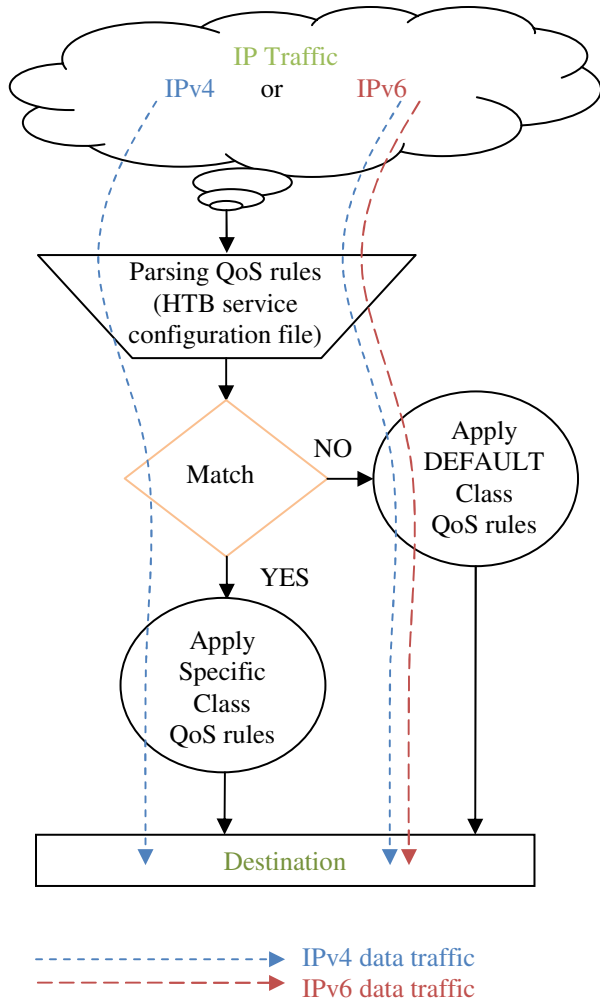 IP Traffic
IPv4 or IPv6
Parsing QoS rules
(HTB service
configuration file)
Match
NO
Apply
DEFAULT
Class
QoS rules
YES
Apply
Specific
Class
QoS rules
Destination
IPv4 data traffic
IPv6 data traffic